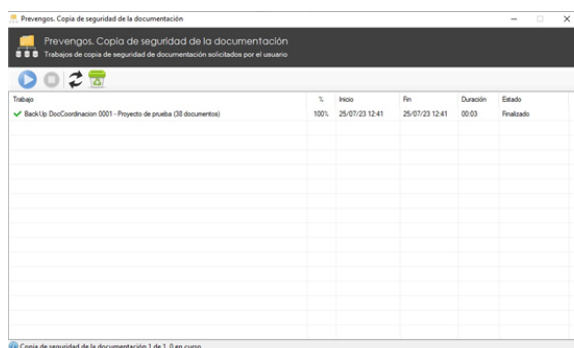 Prevengos. Copia de seguridad de la documentación
Prevengos. Copia de seguridad de la documentación
Trabajos de copia de seguridad de documentación solicitados por el usuario
Trabajo % Inicio Fin Duración Estado
BackUp DocCoordinacion 0001 - Proyecto de prueba (38 documentos) 100% 25/07/23 12:41 25/07/23 12:41 00:03 Finalizado
Copia de seguridad de la documentación 1 de 1, 0 en curso